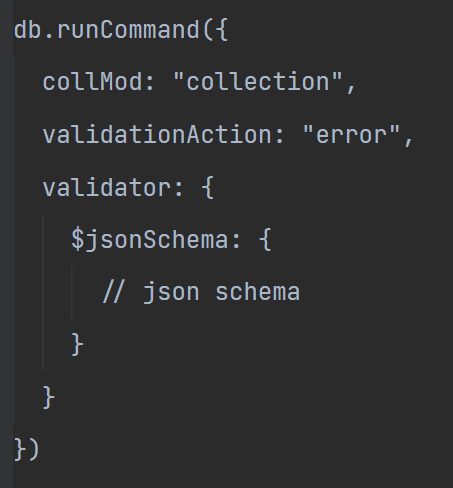 db.runCommand({
  collMod: "collection",
  validationAction: "error",
  validator: {
    $jsonSchema: {
      // json schema
    }
  }
})